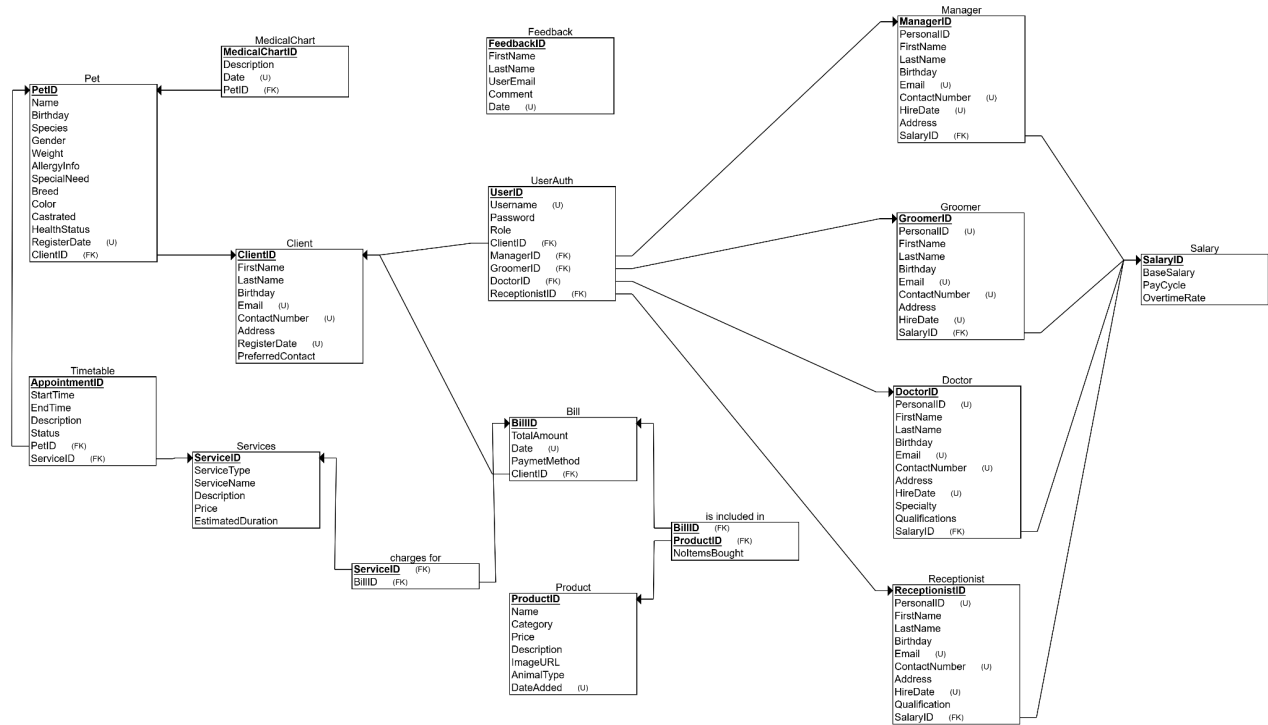 MedicalChart
MedicalChartID
Description
Date (U)
PetID (FK)
Pet
PetID
Name
Birthday
Species
Gender
Weight
AllergyInfo
SpecialNeed
Breed
Color
Castrated
HealthStatus
RegisterDate (U)
ClientID (FK)
Client
ClientID
FirstName
LastName
Birthday
Email (U)
ContactNumber (U)
Address
RegisterDate (U)
PreferredContact
Timetable
AppointmentID
StartTime
EndTime
Description
Status
PetID (FK)
ServiceID (FK)
Services
ServiceID
ServiceType
ServiceName
Description
Price
EstimatedDuration
charges for
ServiceID (FK)
BillID (FK)
Feedback
FeedbackID
FirstName
LastName
UserEmail
Comment
Date (U)
UserAuth
UserID
Username (U)
Password
Role
ClientID (FK)
ManagerID (FK)
GroomerID (FK)
DoctorID (FK)
ReceptionistID (FK)
Bill
BillID
TotalAmount
Date (U)
PaymetMethod
ClientID (FK)
is included in
BillID (FK)
ProductID (FK)
NoItemsBought
Product
ProductID
Name
Category
Price
Description
ImageURL
AnimalType
DateAdded (U)
Manager
ManagerID
PersonalID
FirstName
LastName
Birthday
Email (U)
ContactNumber (U)
HireDate (U)
Address
SalaryID (FK)
Groomer
GroomerID
PersonalID (U)
FirstName
LastName
Birthday
Email (U)
ContactNumber (U)
Address
HireDate (U)
SalaryID (FK)
Doctor
DoctorID
PersonalID (U)
FirstName
LastName
Birthday
Email (U)
ContactNumber (U)
Address
HireDate (U)
Specialty
Qualifications
SalaryID (FK)
Receptionist
ReceptionistID
PersonalID (U)
FirstName
LastName
Birthday
Email (U)
ContactNumber (U)
Address
HireDate (U)
Qualification
SalaryID (FK)
Salary
SalaryID
BaseSalary
PayCycle
OvertimeRate